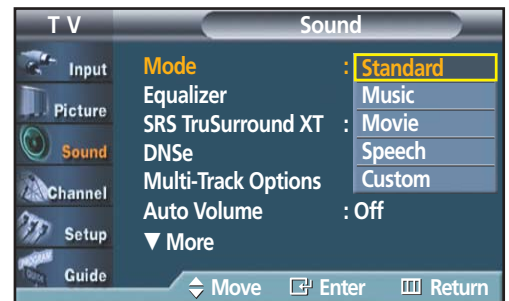 T V
Sound
Input
Picture
Sound
Channel
Setup
Guide
Mode : Standard
Equalizer Music
SRS TruSurround XT : Movie
DNSe Speech
Multi-Track Options Custom
Auto Volume : Off
▼ More
Move Enter Return